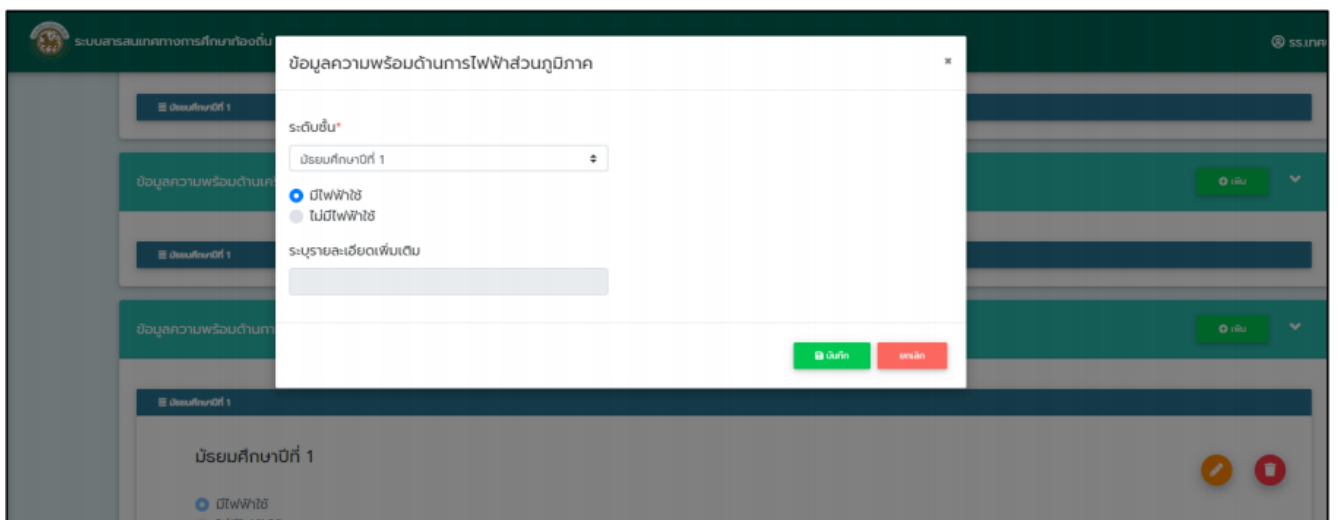 ระบบสารสนเทศทางการศึกษาท้องถิ่น
รร.เทศ
ข้อมูลความพร้อมด้านการไฟฟ้าส่วนภูมิภาค
×
มัธยมศึกษาปีที่ 1
ระดับชั้น*
มัธยมศึกษาปีที่ 1
ข้อมูลความพร้อมด้านเค
เพิ่ม
มีไฟฟ้าใช้
ไม่มีไฟฟ้าใช้
มัธยมศึกษาปีที่ 1
ระบุรายละเอียดเพิ่มเติม
ข้อมูลความพร้อมด้านกา
เพิ่ม
บันทึก
ยกเลิก
มัธยมศึกษาปีที่ 1
มัธยมศึกษาปีที่ 1
มีไฟฟ้าใช้